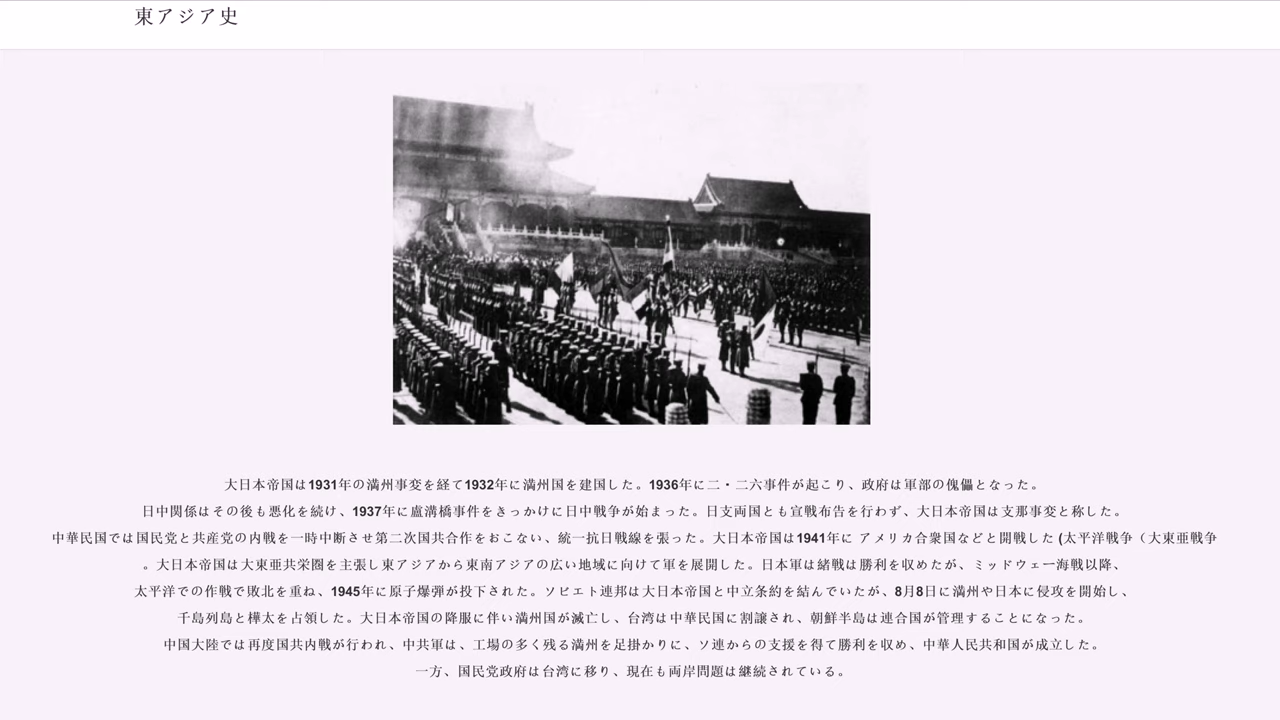 東アジア史
大日本帝国は1931年の満州事変を経て1932年に満州国を建国した。1936年に二・二六事件が起こり、政府は軍部の傀儡となった。
日中関係はその後も悪化を続け、1937年に盧溝橋事件をきっかけに日中戦争が始まった。日支両国とも宣戦布告を行わず、大日本帝国は支那事変と称した。
中華民国では国民党と共産党の内戦を一時中断させ第二次国共合作をおこない、統一抗日戦線を張った。大日本帝国は1941年に アメリカ合衆国などと開戦した (太平洋戦争（大東亜戦争
。大日本帝国は大東亜共栄圏を主張し東アジアから東南アジアの広い地域に向けて軍を展開した。日本軍は緒戦は勝利を収めたが、ミッドウェー海戦以降、
太平洋での作戦で敗北を重ね、1945年に原子爆弾が投下された。ソビエト連邦は大日本帝国と中立条約を結んでいたが、8月8日に満州や日本に侵攻を開始し、
千島列島と樺太を占領した。大日本帝国の降服に伴い満州国が滅亡し、台湾は中華民国に割譲され、朝鮮半島は連合国が管理することになった。
中国大陸では再度国共内戦が行われ、中共軍は、工場の多く残る満州を足掛かりに、ソ連からの支援を得て勝利を収め、中華人民共和国が成立した。
一方、国民党政府は台湾に移り、現在も両岸問題は継続されている。